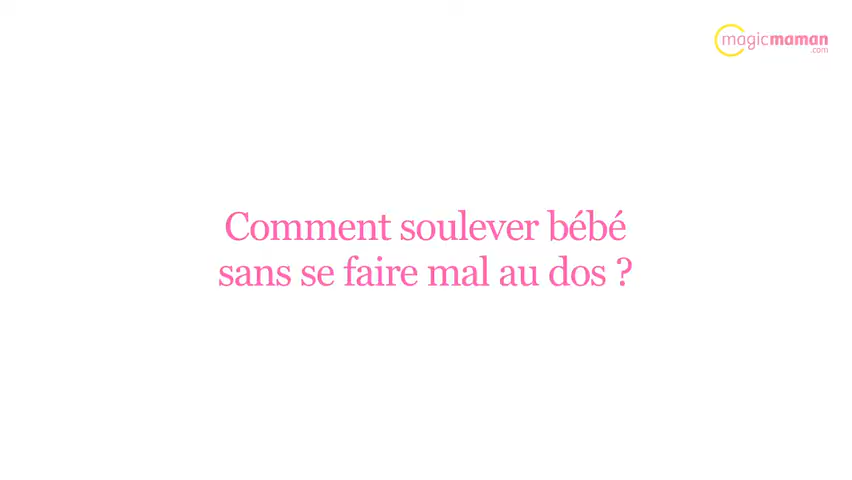 magicmaman
.com
Comment soulever bébé
sans se faire mal au dos ?